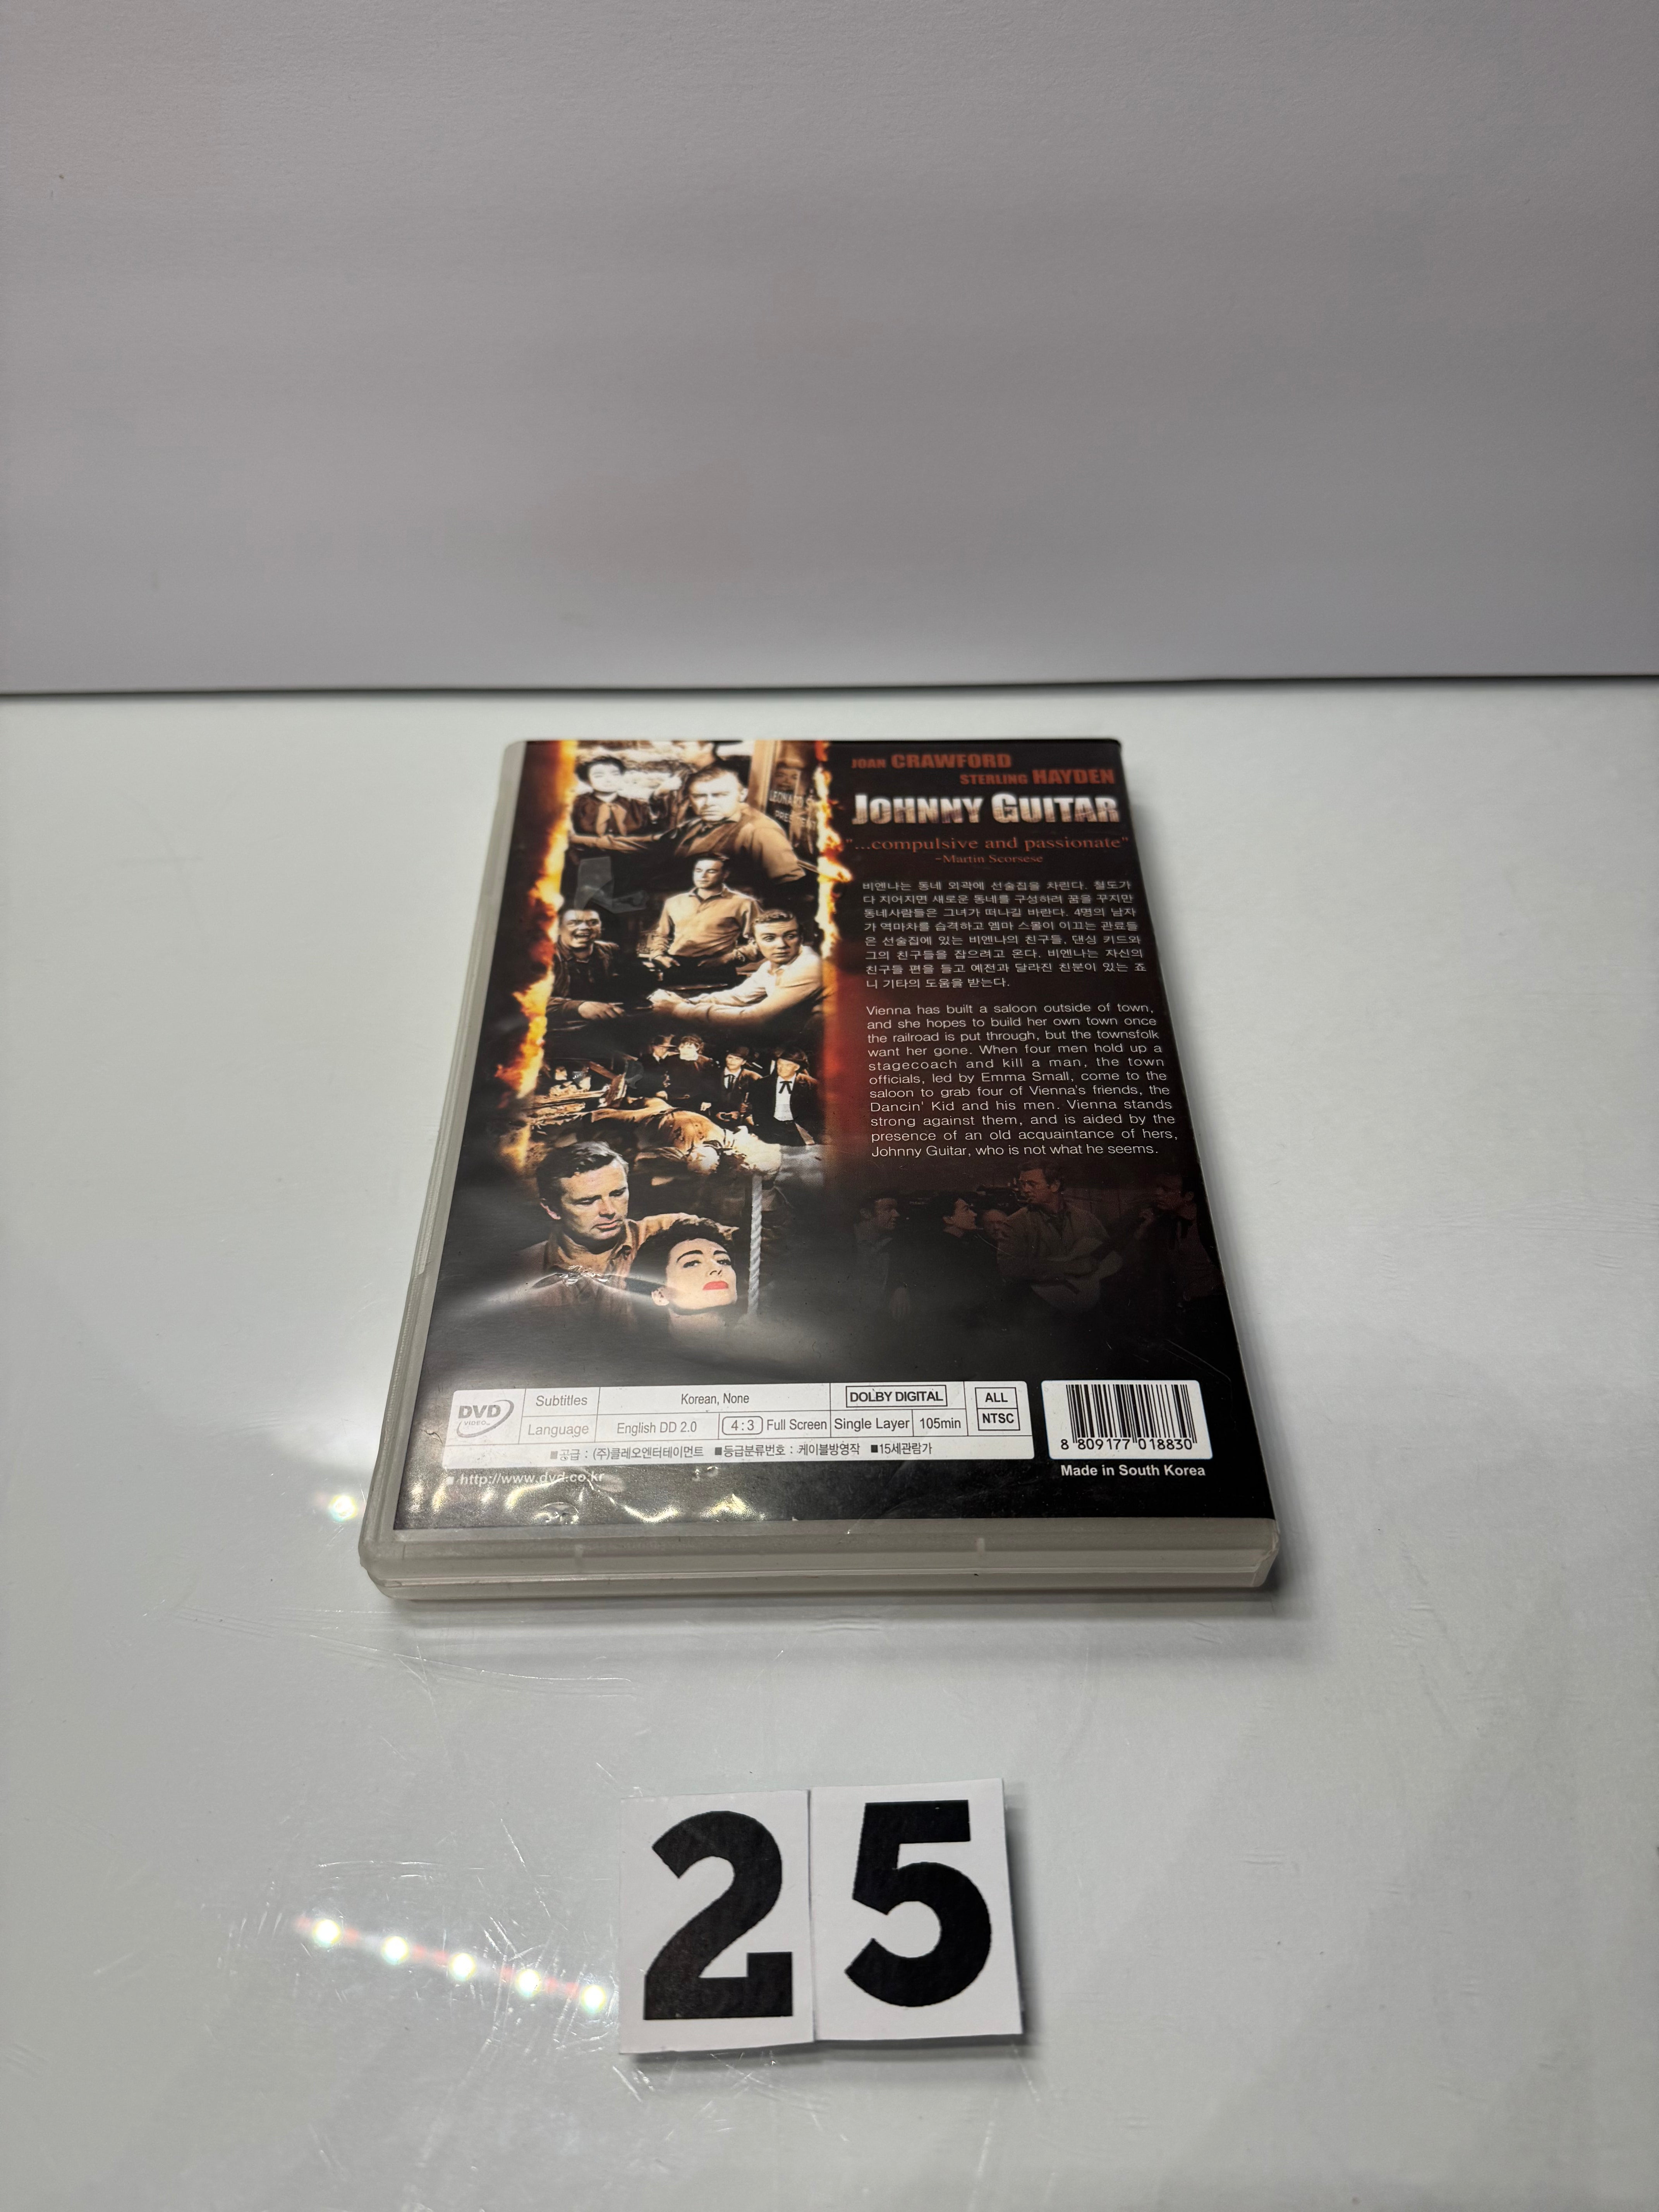 JOAN CRAWFORD
STERLING HAYDEN
JOHNNY GUITAR
"...compulsive and passionate"
-Martin Scorsese
비엔나는 동네 외곽에 선술집을 차린다. 철도가
다 지어지면 새로운 동네를 구성하려 꿈을 꾸지만
동네사람들은 그녀가 떠나길 바란다. 4명의 남자
가 역마차를 습격하고 엠마 스몰이 이끄는 관료들
은 선술집에 있는 비엔나의 친구들, 댄싱 키드와
그의 친구들을 잡으려고 온다. 비엔나는 자신의
친구들 편을 들고 예전과 달라진 친분이 있는 죠
니 기타의 도움을 받는다.
Vienna has built a saloon outside of town,
and she hopes to build her own town once
the railroad is put through, but the townsfolk
want her gone. When four men hold up a
stagecoach and kill a man, the town
officials, led by Emma Small, come to the
saloon to grab four of Vienna's friends, the
Dancin' Kid and his men. Vienna stands
strong against them, and is aided by the
presence of an old acquaintance of hers,
Johnny Guitar, who is not what he seems.
DVD VIDEO
Subtitles Korean, None DOLBY DIGITAL ALL
Language English DD 2.0 4:3 Full Screen Single Layer 105min NTSC
■공급 : (주)클레오엔터테이먼트 ■등급분류번호 : 케이블방영작 ■15세관람가
8 809177 018830
Made in South Korea
■ http://www.dvd.co.kr
25